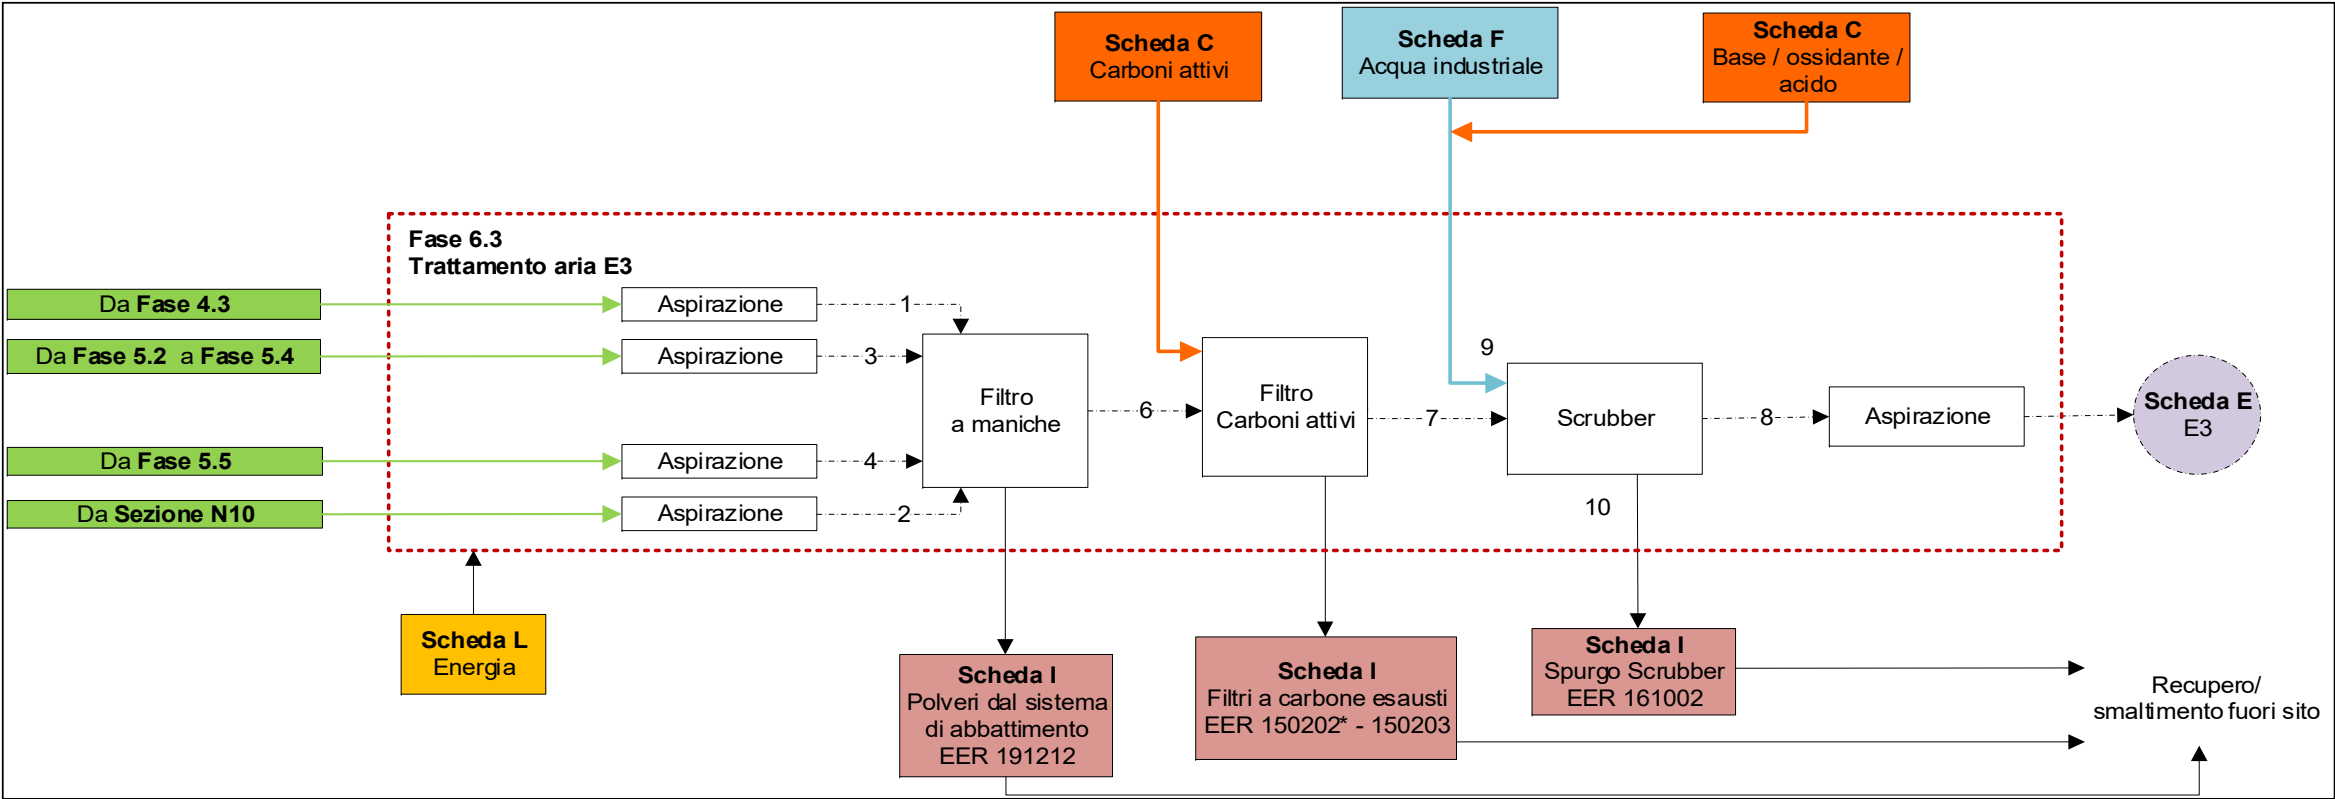 Scheda C
Carboni attivi
Scheda F
Acqua industriale
Scheda C
Base / ossidante /
acido
Fase 6.3
Trattamento aria E3
Da Fase 4.3
Aspirazione
1
Da Fase 5.2 a Fase 5.4
Aspirazione
3
Da Fase 5.5
Aspirazione
4
Da Sezione N10
Aspirazione
2
Filtro
a maniche
6
Filtro
Carboni attivi
7
9
Scrubber
10
8
Aspirazione
Scheda E
E3
Scheda L
Energia
Scheda I
Polveri dal sistema
di abbattimento
EER 191212
Scheda I
Filtri a carbone esausti
EER 150202* - 150203
Scheda I
Spurgo Scrubber
EER 161002
Recupero/
smaltimento fuori sito